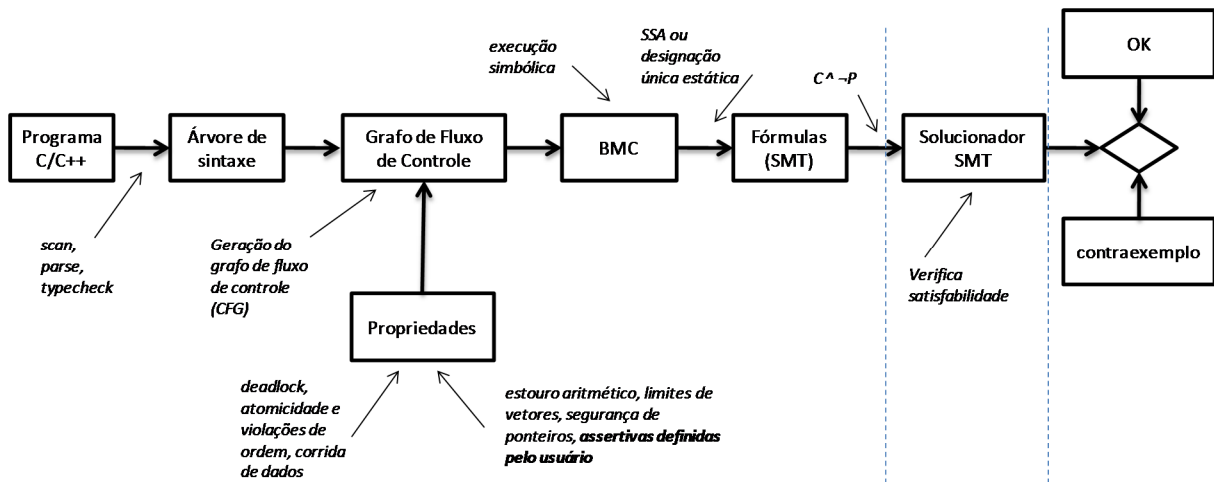 execução
simbólica
SSA ou
designação
única estática
C ^ ¬P
OK
Programa
C/C++
Árvore de
sintaxe
Grafo de Fluxo
de Controle
BMC
Fórmulas
(SMT)
Solucionador
SMT
scan,
parse,
typecheck
Geração do
grafo de fluxo
de controle
(CFG)
Verifica
satisfabilidade
contraexemplo
Propriedades
deadlock,
atomicidade e
violações de
ordem, corrida
de dados
estouro aritmético, limites de
vetores, segurança de
ponteiros, assertivas definidas
pelo usuário